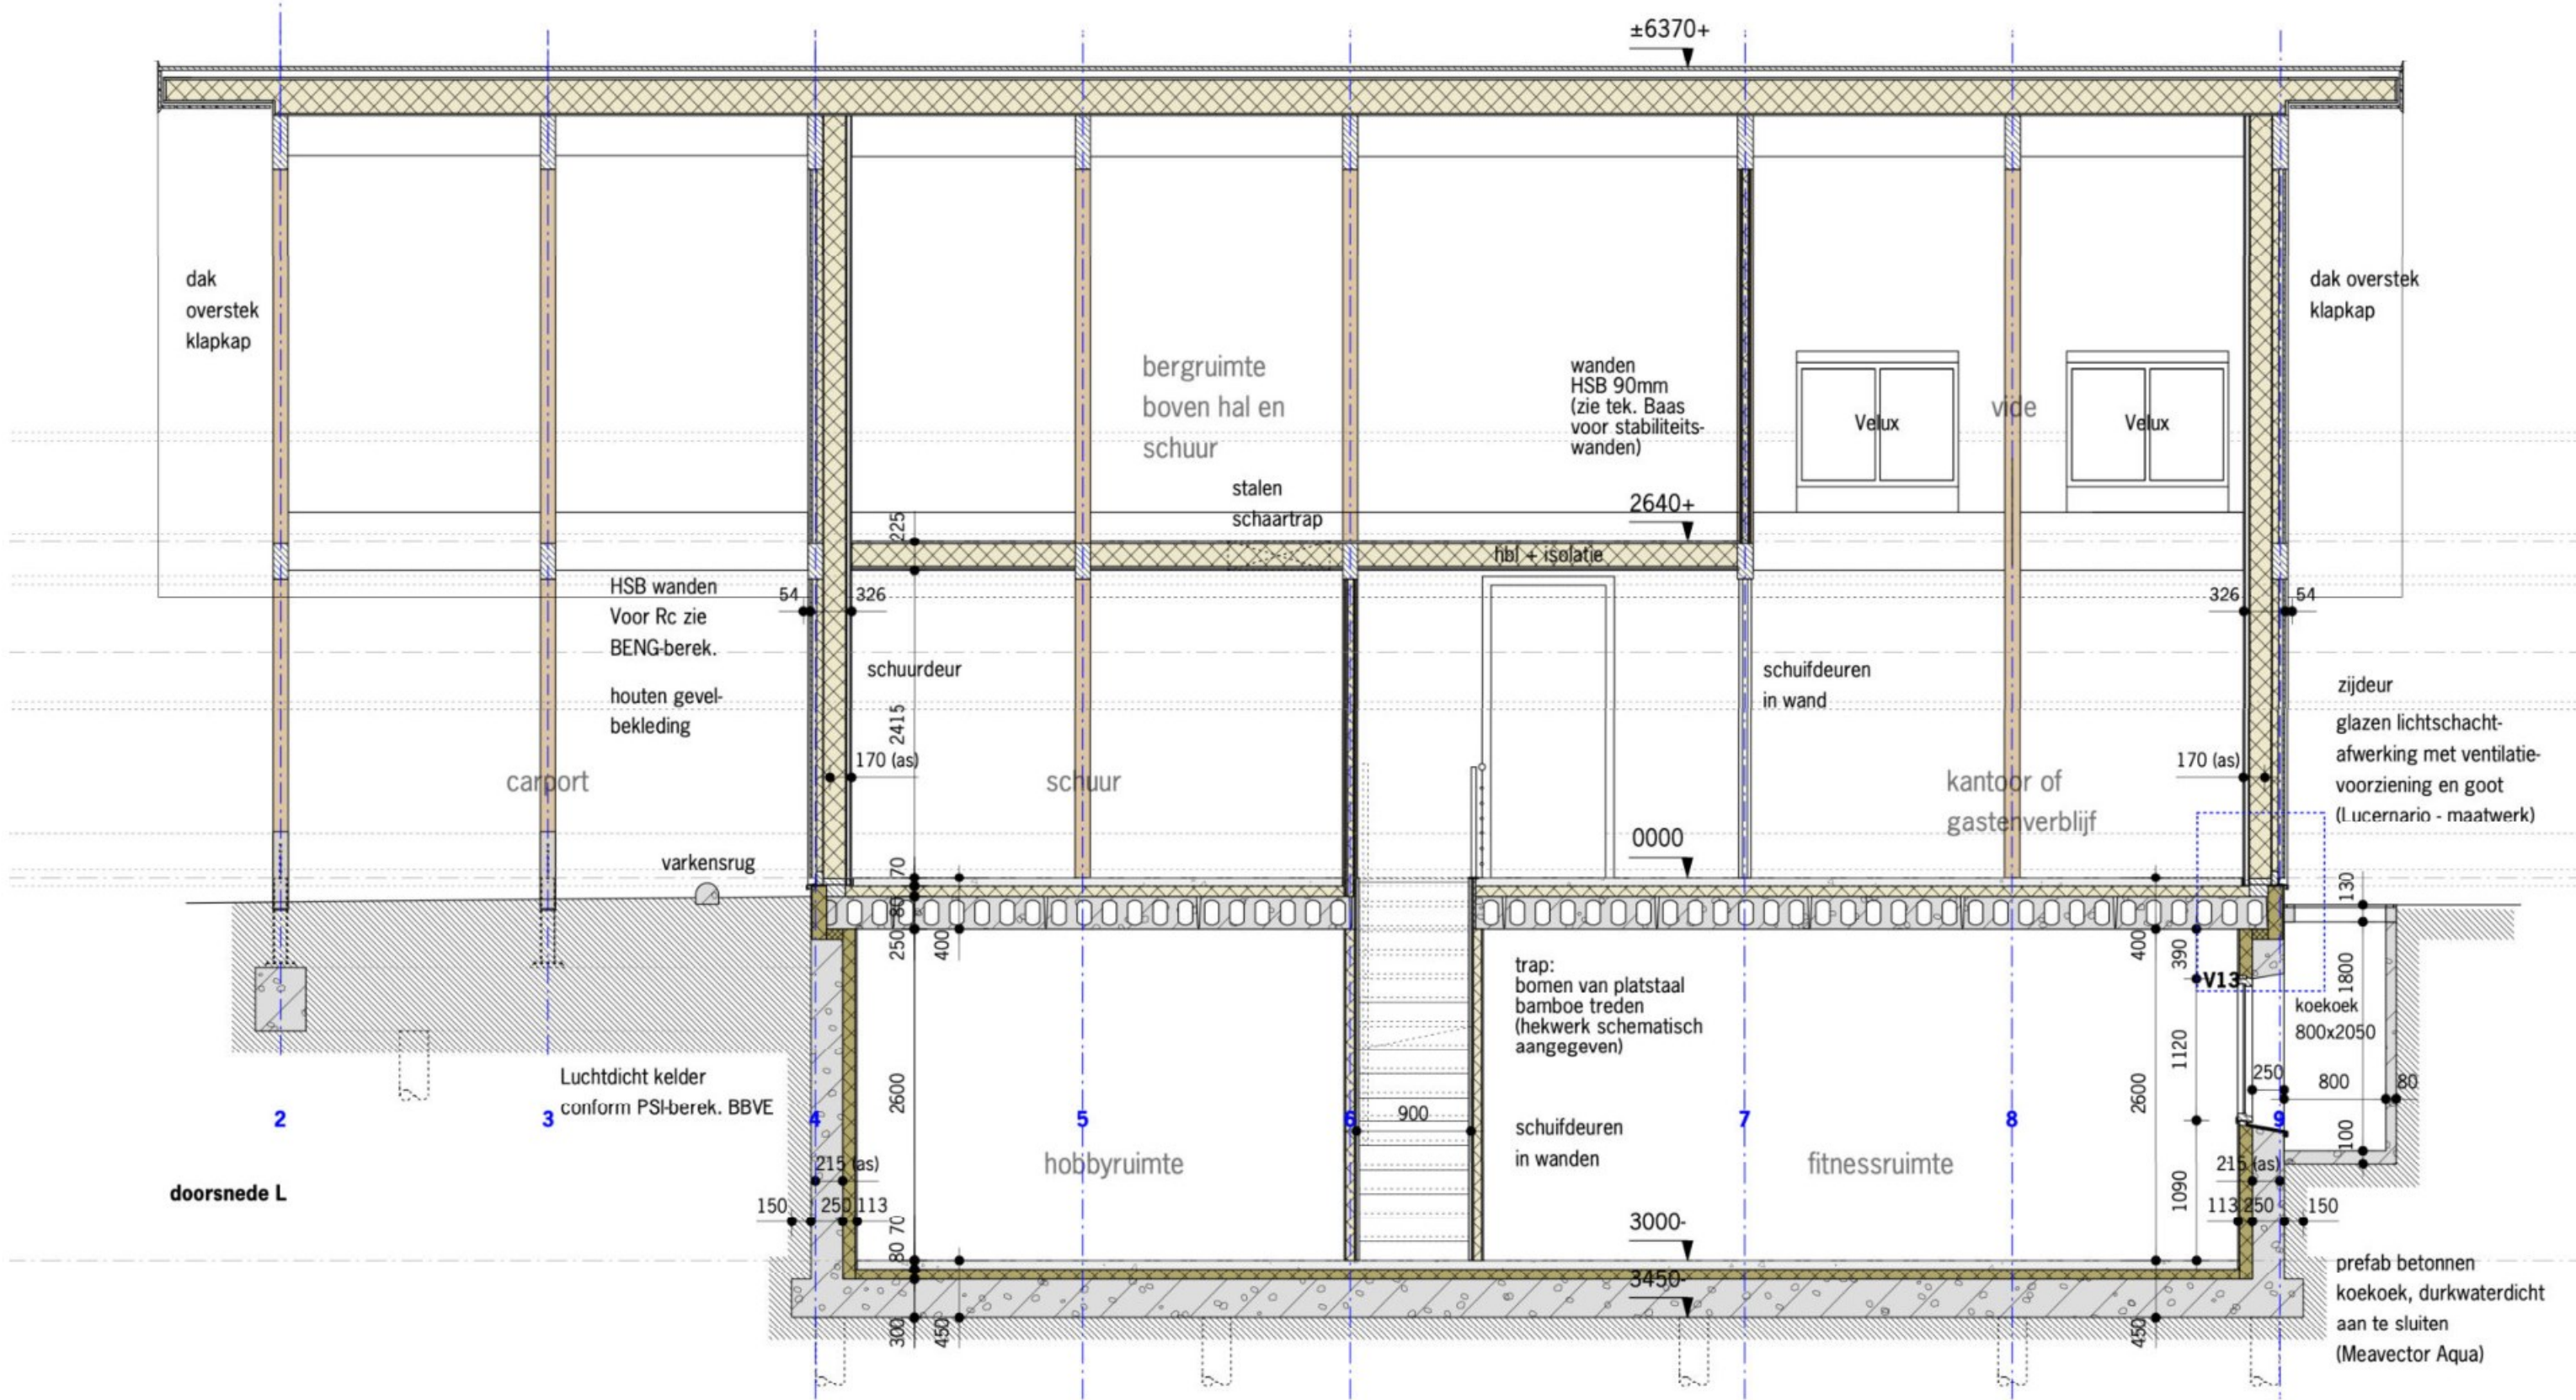 ±6370+
dak
overstek
klapkap
dak overstek
klapkap
bergruimte
boven hal en
schuur
wanden
HSB 90mm
(zie tek. Baas
voor stabiliteits-
wanden)
Velux
vide
Velux
stalen
schaartrap
2640+
225
hbl + isolatie
HSB wanden
Voor Rc zie
BENG-berek.
54
326
326
54
houten gevel-
bekleding
schuurdeur
2415
170 (as)
schuifdeuren
in wand
170 (as)
zijdeur
glazen lichtschacht-
afwerking met ventilatie-
voorziening en goot
(Lucernario - maatwerk)
carport
schuur
kantoor of
gastenverblijf
0000
varkensrug
70
80
250
400
130
400
390
V13
1800
koekoek
800x2050
trap:
bomen van platstaal
bamboe treden
(hekwerk schematisch
aangegeven)
Luchtdicht kelder
conform PSI-berek. BBVE
2600
2600
1120
250
800
80
2
3
4
5
6
900
7
8
9
schuifdeuren
in wanden
100
215 (as)
hobbyruimte
fitnessruimte
215 (as)
doorsnede L
150
250
113
70
80
1090
113
250
150
3000-
3450-
300
450
450
prefab betonnen
koekoek, durkwaterdicht
aan te sluiten
(Meavector Aqua)